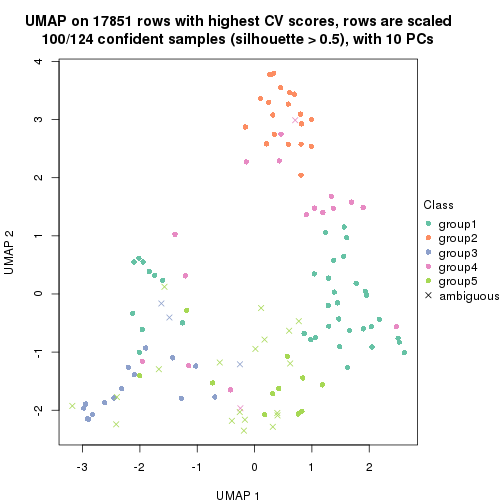 UMAP on 17851 rows with highest CV scores, rows are scaled
100/124 confident samples (silhouette > 0.5), with 10 PCs
4
3
2
1
0
-1
-2
UMAP 2
-3
-2
-1
0
1
2
UMAP 1
Class
group1
group2
group3
group4
group5
ambiguous